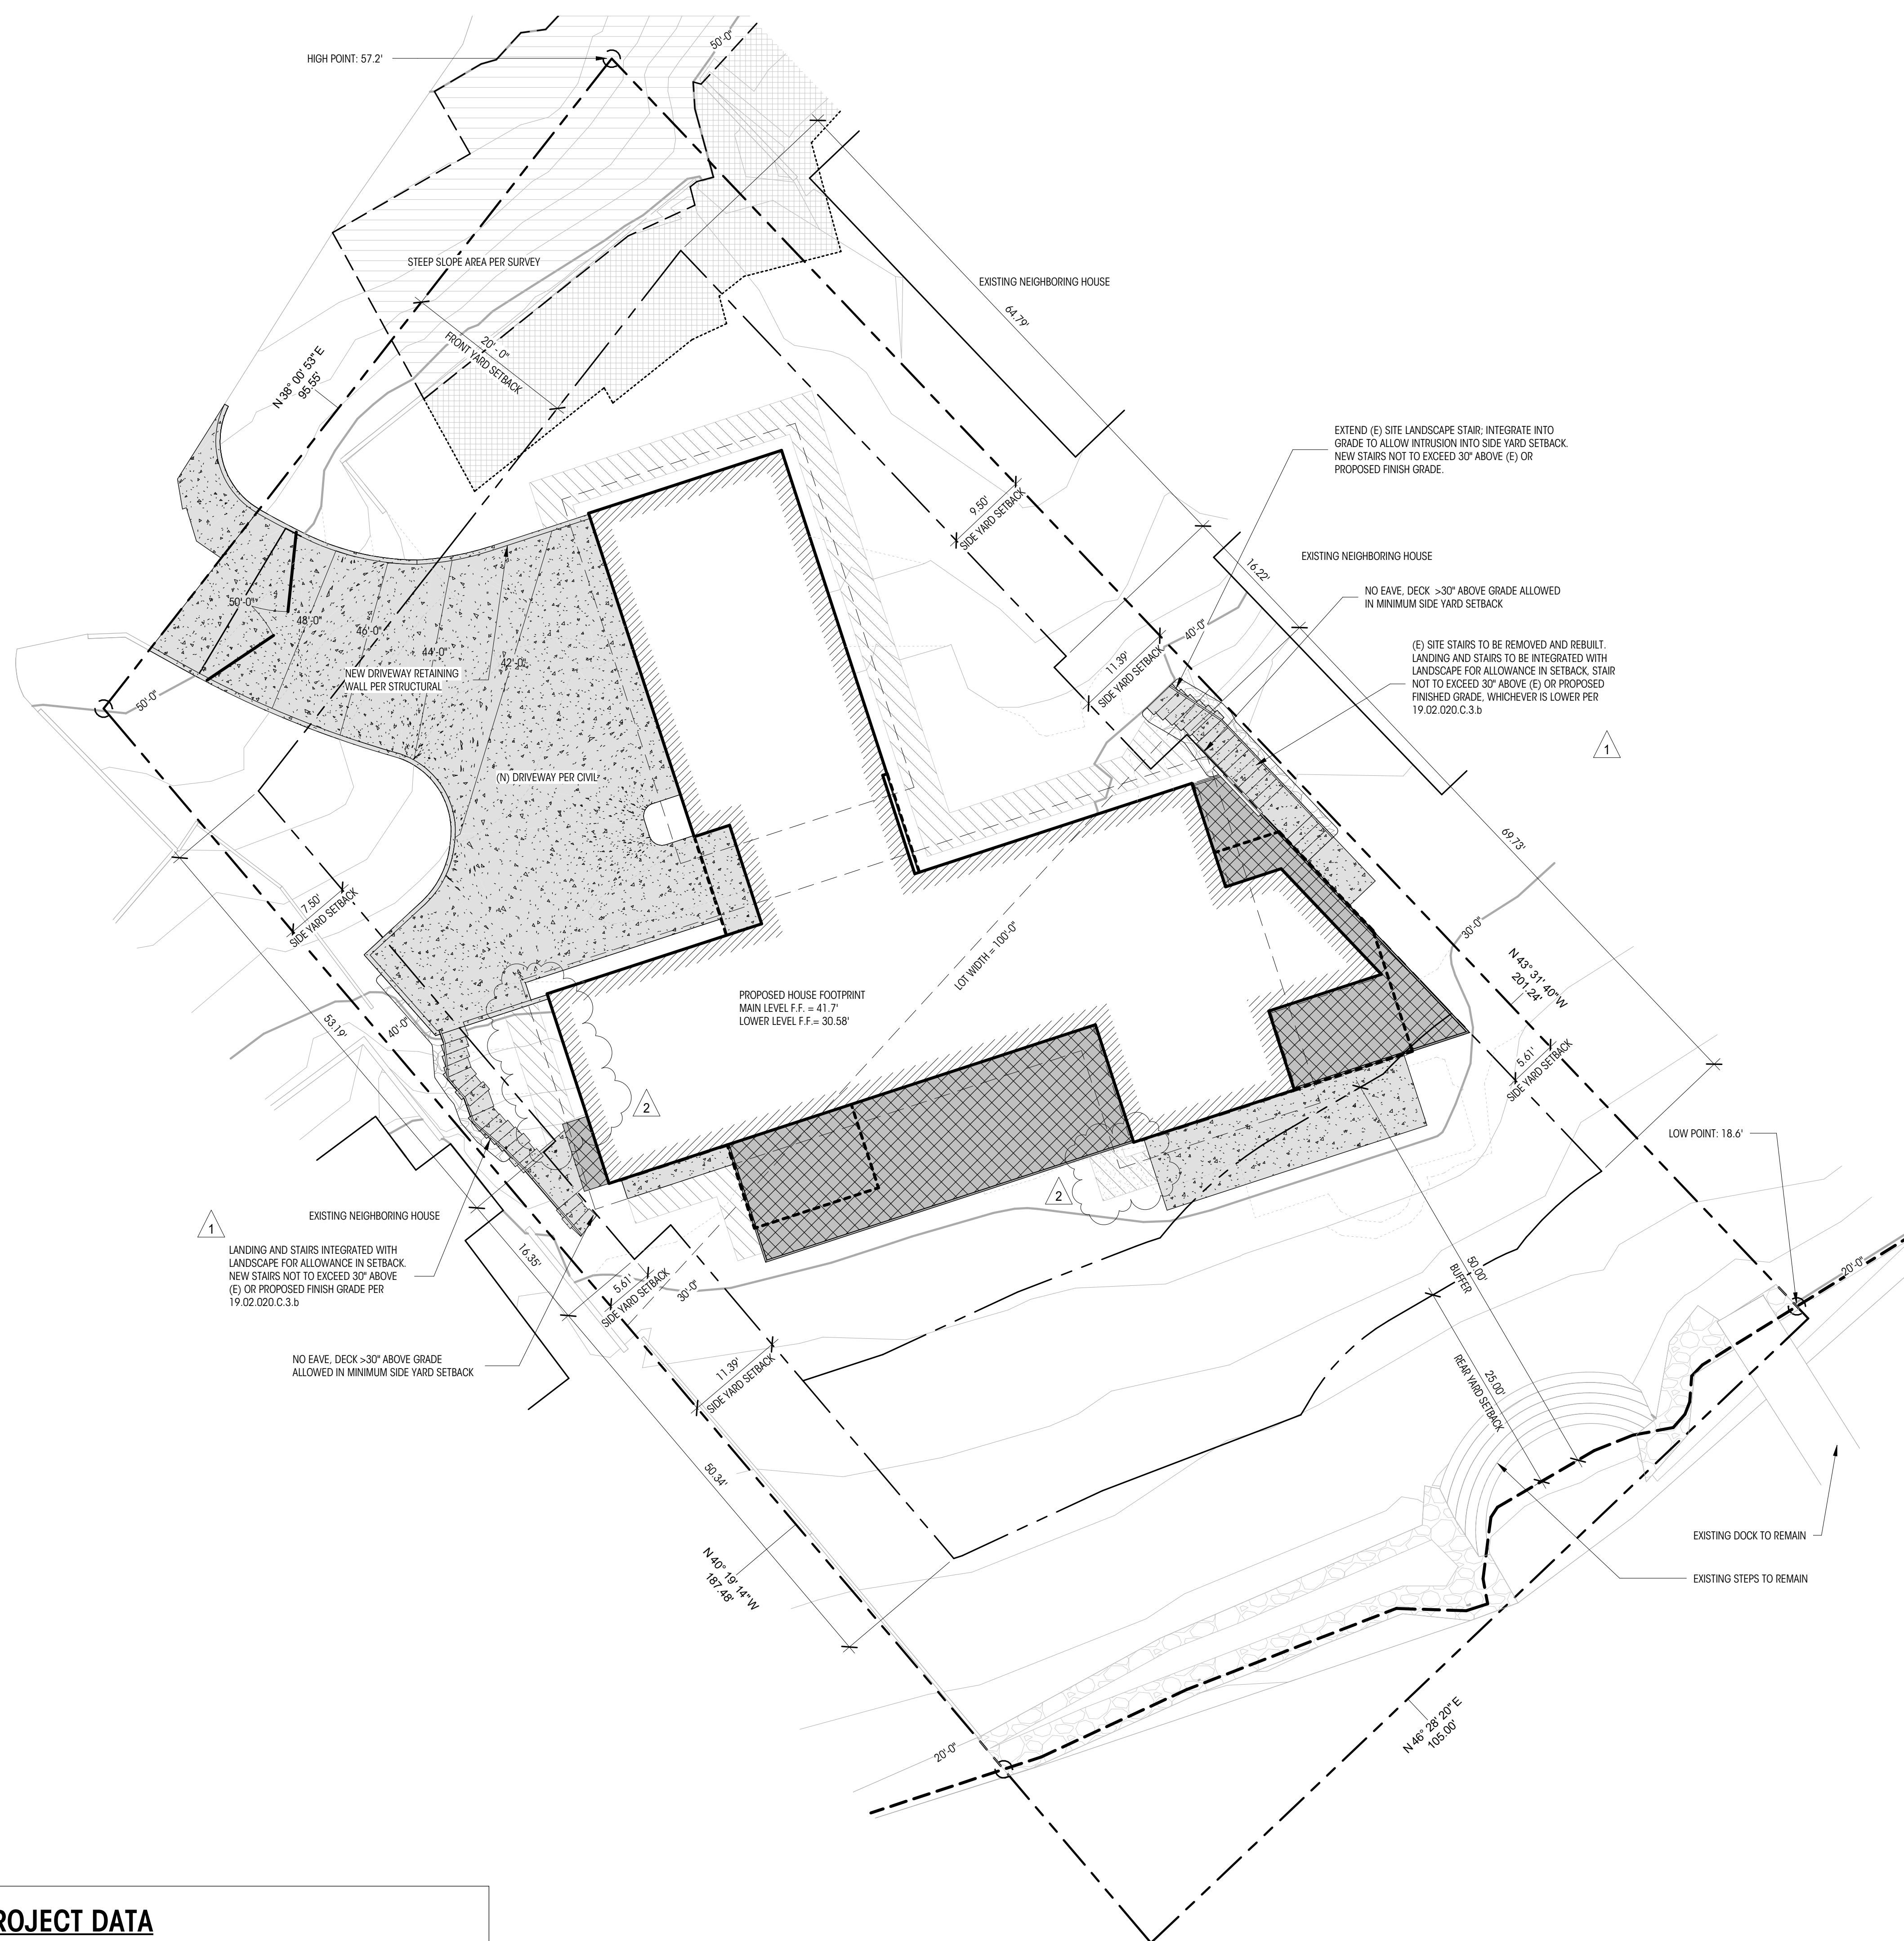 50'-0"
HIGH POINT: 57.2'
STEEP SLOPE AREA PER SURVEY
EXISTING NEIGHBORING HOUSE
64.79'
20'-0"
FRONT YARD SETBACK
N 38° 00' 53" E
95.55'
EXTEND (E) SITE LANDSCAPE STAIR; INTEGRATE INTO
GRADE TO ALLOW INTRUSION INTO SIDE YARD SETBACK.
NEW STAIRS NOT TO EXCEED 30" ABOVE (E) OR
PROPOSED FINISH GRADE.
9.50'
SIDE YARD SETBACK
EXISTING NEIGHBORING HOUSE
16.22'
NO EAVE, DECK >30" ABOVE GRADE ALLOWED
IN MINIMUM SIDE YARD SETBACK
50'-0"
48'-0"
46'-0"
44'-0"
42'-0"
40'-0"
11.39'
SIDE YARD SETBACK
(E) SITE STAIRS TO BE REMOVED AND REBUILT.
LANDING AND STAIRS TO BE INTEGRATED WITH
LANDSCAPE FOR ALLOWANCE IN SETBACK, STAIR
NOT TO EXCEED 30" ABOVE (E) OR PROPOSED
FINISHED GRADE, WHICHEVER IS LOWER PER
19.02.020.C.3.b
1
NEW DRIVEWAY RETAINING
WALL PER STRUCTURAL
50'-0"
(N) DRIVEWAY PER CIVIL
69.73'
7.50'
SIDE YARD SETBACK
30'-0"
LOT WIDTH = 100'-0"
N 43° 31' 40" W
201.24'
PROPOSED HOUSE FOOTPRINT
MAIN LEVEL F.F. = 41.7'
LOWER LEVEL F.F.= 30.58'
53.19'
40'-0"
5.61'
SIDE YARD SETBACK
2
2
LOW POINT: 18.6'
EXISTING NEIGHBORING HOUSE
1
LANDING AND STAIRS INTEGRATED WITH
LANDSCAPE FOR ALLOWANCE IN SETBACK.
NEW STAIRS NOT TO EXCEED 30" ABOVE
(E) OR PROPOSED FINISH GRADE PER
19.02.020.C.3.b
16.35'
5.61'
SIDE YARD SETBACK
30'-0"
50.00'
BUFFER
20'-0"
NO EAVE, DECK >30" ABOVE GRADE
ALLOWED IN MINIMUM SIDE YARD SETBACK
11.39'
SIDE YARD SETBACK
25.00'
REAR YARD SETBACK
50.34'
EXISTING DOCK TO REMAIN
EXISTING STEPS TO REMAIN
N 40° 19' 14" W
187.48'
N 46° 28' 20" E
105.00'
20'-0"
ROJECT DATA